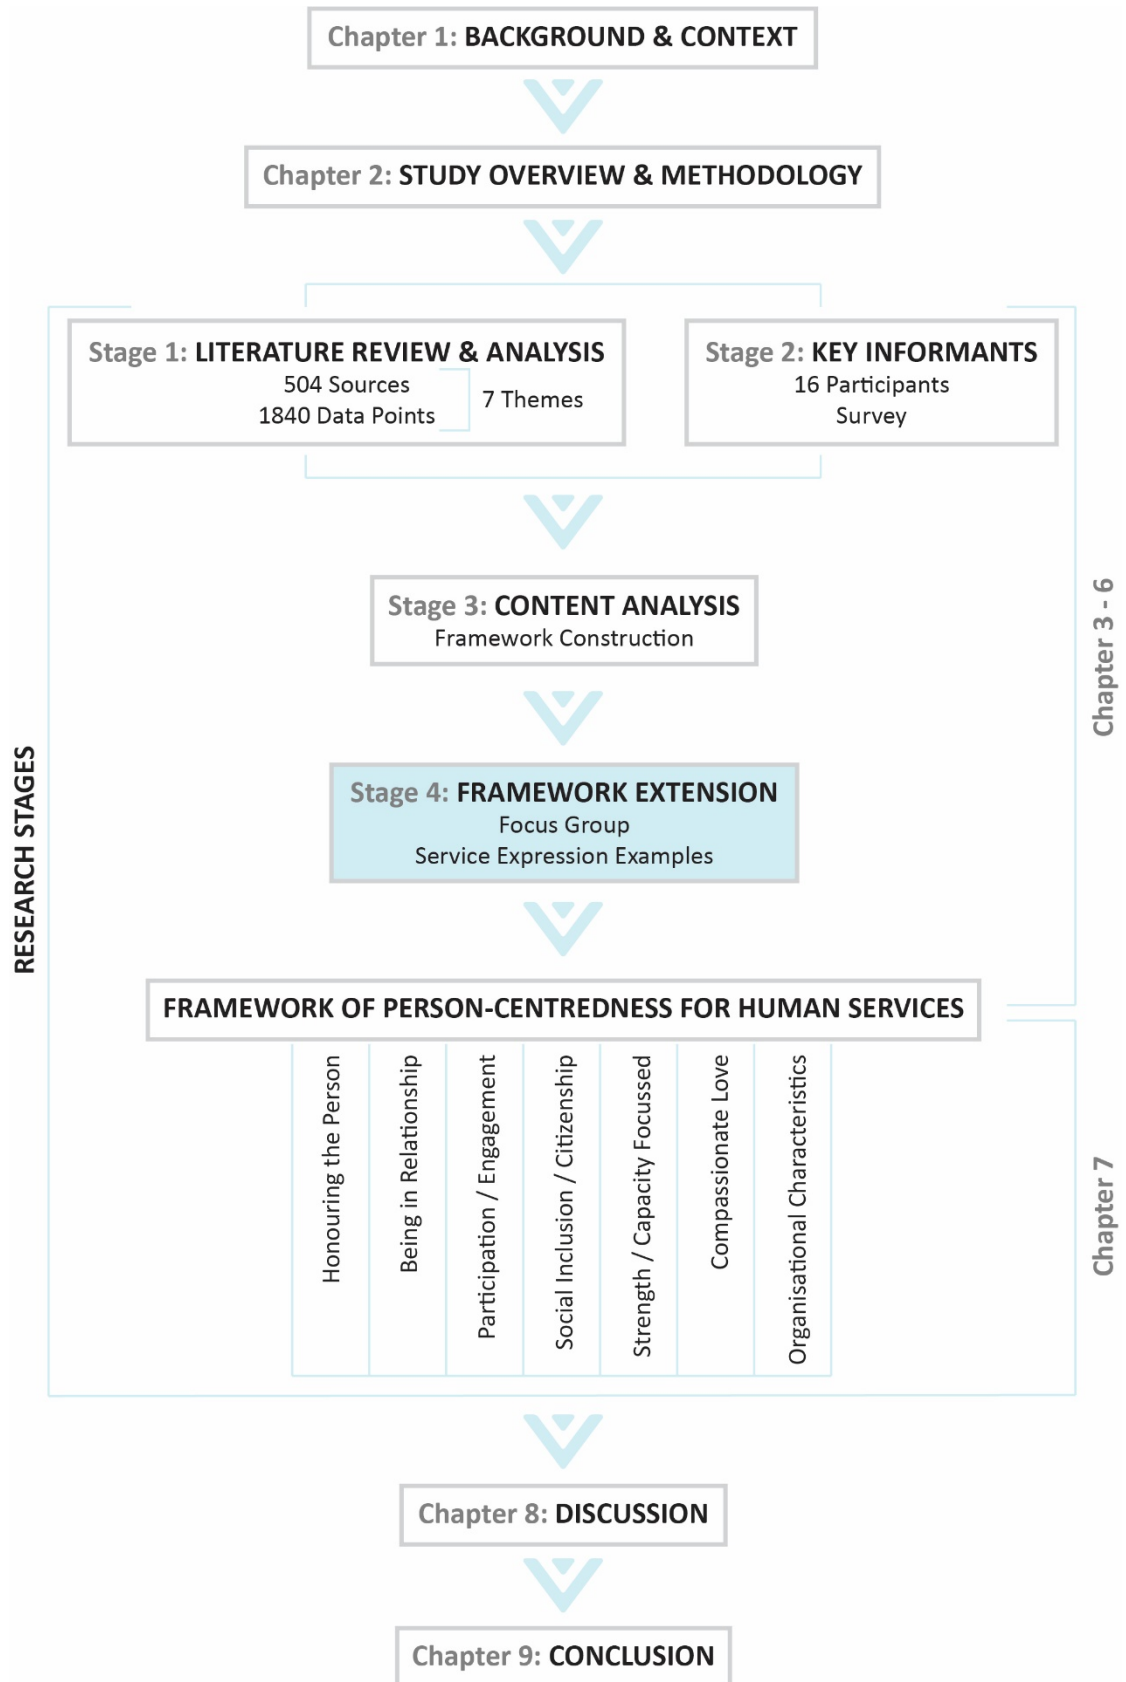 Chapter 1: BACKGROUND & CONTEXT
Chapter 2: STUDY OVERVIEW & METHODOLOGY
Stage 1: LITERATURE REVIEW & ANALYSIS
504 Sources
1840 Data Points
7 Themes
Stage 2: KEY INFORMANTS
16 Participants
Survey
Stage 3: CONTENT ANALYSIS
Framework Construction
Stage 4: FRAMEWORK EXTENSION
Focus Group
Service Expression Examples
RESEARCH STAGES
Chapter 3 - 6
FRAMEWORK OF PERSON-CENTREDNESS FOR HUMAN SERVICES
Honouring the Person
Being in Relationship
Participation / Engagement
Social Inclusion / Citizenship
Strength / Capacity Focussed
Compassionate Love
Organisational Characteristics
Chapter 7
Chapter 8: DISCUSSION
Chapter 9: CONCLUSION